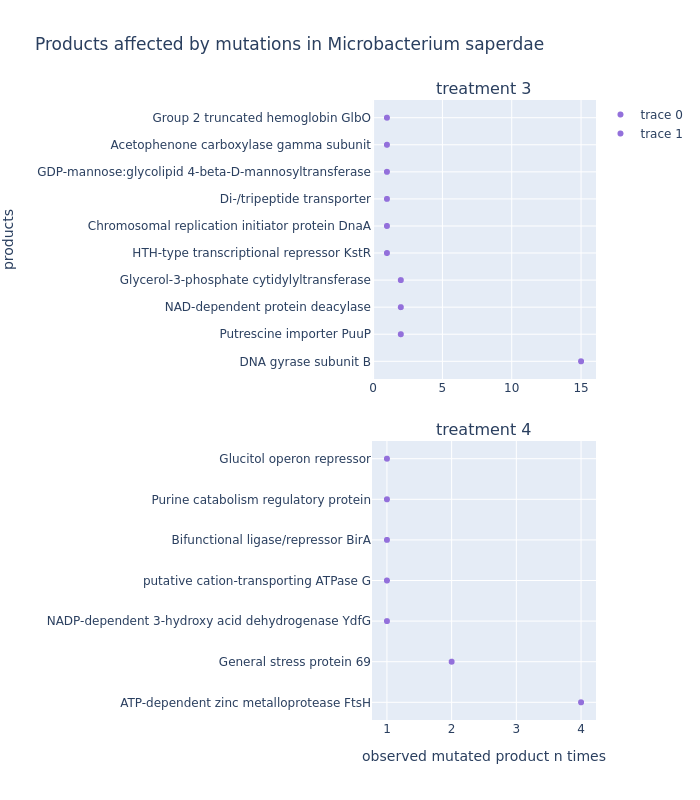 Products affected by mutations in Microbacterium saperdae
treatment 3
Group 2 truncated hemoglobin GlbO
Acetophenone carboxylase gamma subunit
GDP-mannose:glycolipid 4-beta-D-mannosyltransferase
Di-/tripeptide transporter
Chromosomal replication initiator protein DnaA
HTH-type transcriptional repressor KstR
Glycerol-3-phosphate cytidylyltransferase
NAD-dependent protein deacylase
Putrescine importer PuuP
DNA gyrase subunit B
0 5 10 15
trace 0
trace 1
products
treatment 4
Glucitol operon repressor
Purine catabolism regulatory protein
Bifunctional ligase/repressor BirA
putative cation-transporting ATPase G
NADP-dependent 3-hydroxy acid dehydrogenase YdfG
General stress protein 69
ATP-dependent zinc metalloprotease FtsH
1 2 3 4
observed mutated product n times